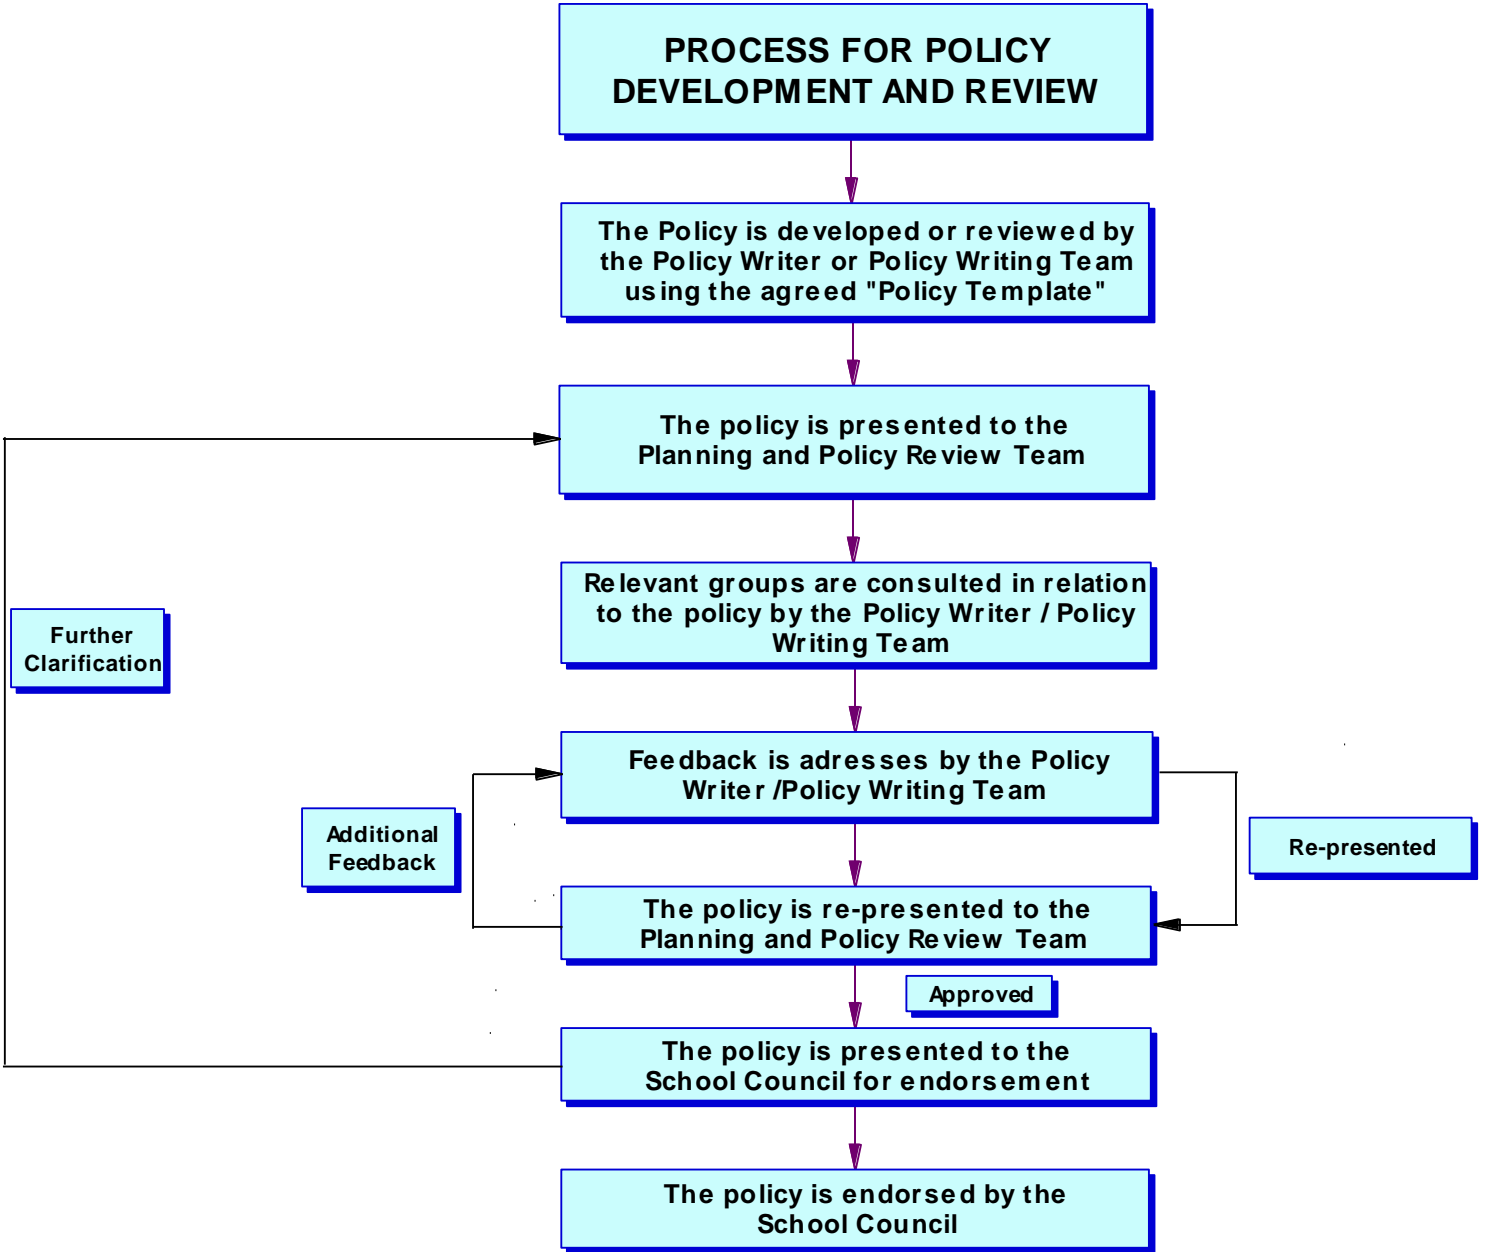 PROCESS FOR POLICY
DEVELOPMENT AND REVIEW
The Policy is developed or reviewed by
the Policy Writer or Policy Writing Team
using the agreed "Policy Template"
The policy is presented to the
Planning and Policy Review Team
Relevant groups are consulted in relation
to the policy by the Policy Writer / Policy
Writing Team
Further
Clarification
Feedback is adresses by the Policy
Writer /Policy Writing Team
Additional
Feedback
Re-presented
The policy is re-presented to the
Planning and Policy Review Team
Approved
The policy is presented to the
School Council for endorsement
The policy is endorsed by the
School Council